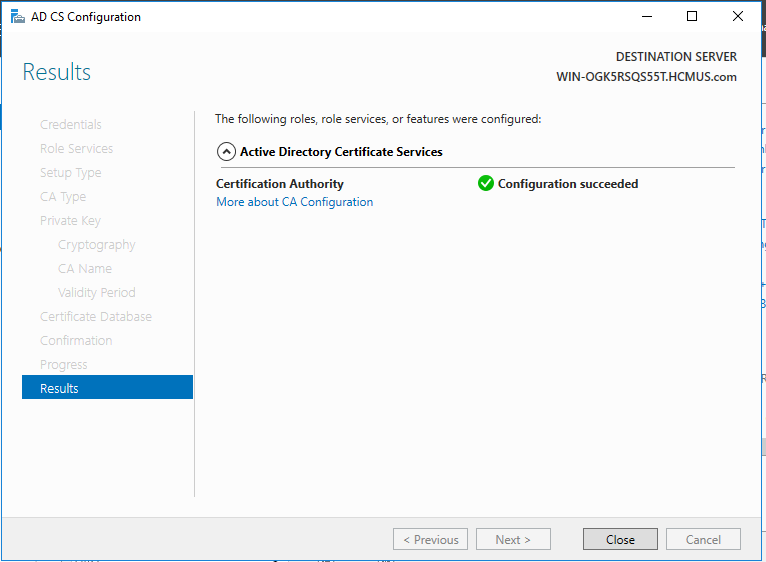 AD CS Configuration
Results
DESTINATION SERVER
WIN-OGK5RSQS55T.HCMUS.com
Credentials
Role Services
Setup Type
CA Type
Private Key
Cryptography
CA Name
Validity Period
Certificate Database
Confirmation
Progress
Results
The following roles, role services, or features were configured:
Active Directory Certificate Services
Certification Authority
Configuration succeeded
More about CA Configuration
< Previous
Next >
Close
Cancel